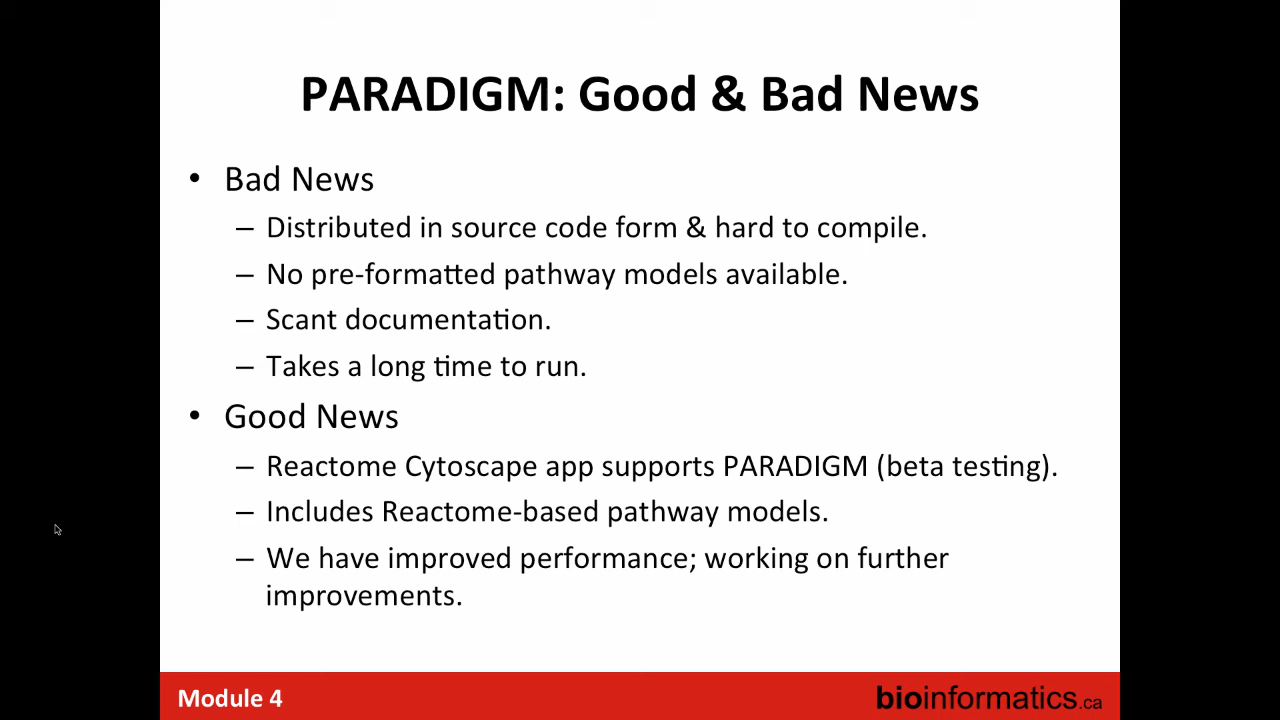 PARADIGM: Good & Bad News
• Bad News
– Distributed in source code form & hard to compile.
– No pre-formatted pathway models available.
– Scant documentation.
– Takes a long time to run.
• Good News
– Reactome Cytoscape app supports PARADIGM (beta testing).
– Includes Reactome-based pathway models.
– We have improved performance; working on further
improvements.
Module 4
bioinformatics.ca